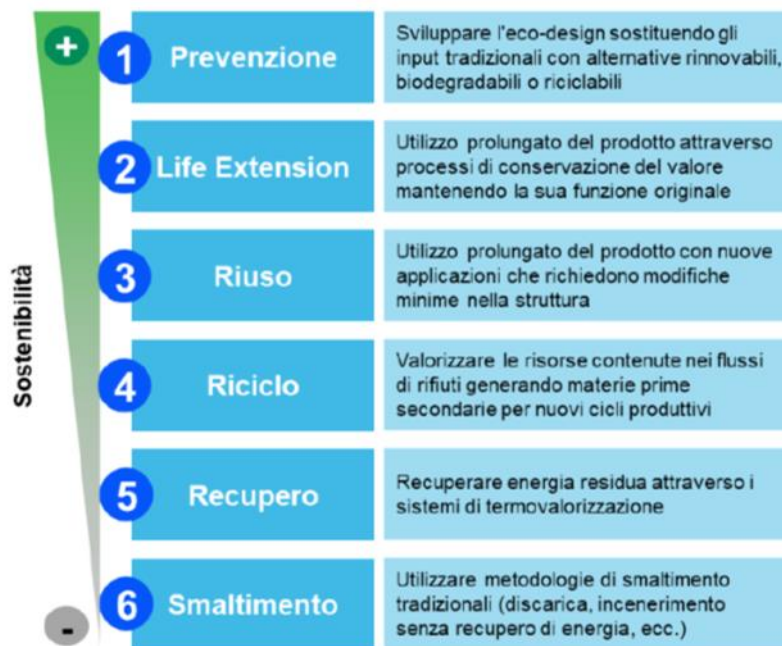 +
1
Prevenzione
Sviluppare l'eco-design sostituendo gli
input tradizionali con alternative rinnovabili,
biodegradabili o riciclabili
2
Life Extension
Utilizzo prolungato del prodotto attraverso
processi di conservazione del valore
mantenendo la sua funzione originale
3
Riuso
Utilizzo prolungato del prodotto con nuove
applicazioni che richiedono modifiche
minime nella struttura
4
Riciclo
Valorizzare le risorse contenute nei flussi
di rifiuti generando materie prime
secondarie per nuovi cicli produttivi
5
Recupero
Recuperare energia residua attraverso i
sistemi di termovalorizzazione
6
Smaltimento
Utilizzare metodologie di smaltimento
tradizionali (discarica, incenerimento
senza recupero di energia, ecc.)
-
Sostenibilità